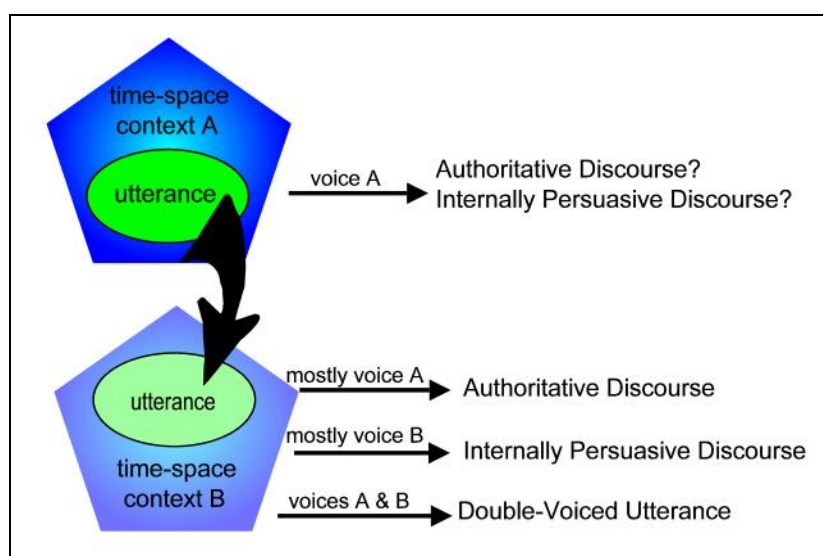 time-space
context A
utterance
voice A
Authoritative Discourse?
Internally Persuasive Discourse?
utterance
time-space
context B
mostly voice A
Authoritative Discourse
mostly voice B
Internally Persuasive Discourse
voices A & B
Double-Voiced Utterance